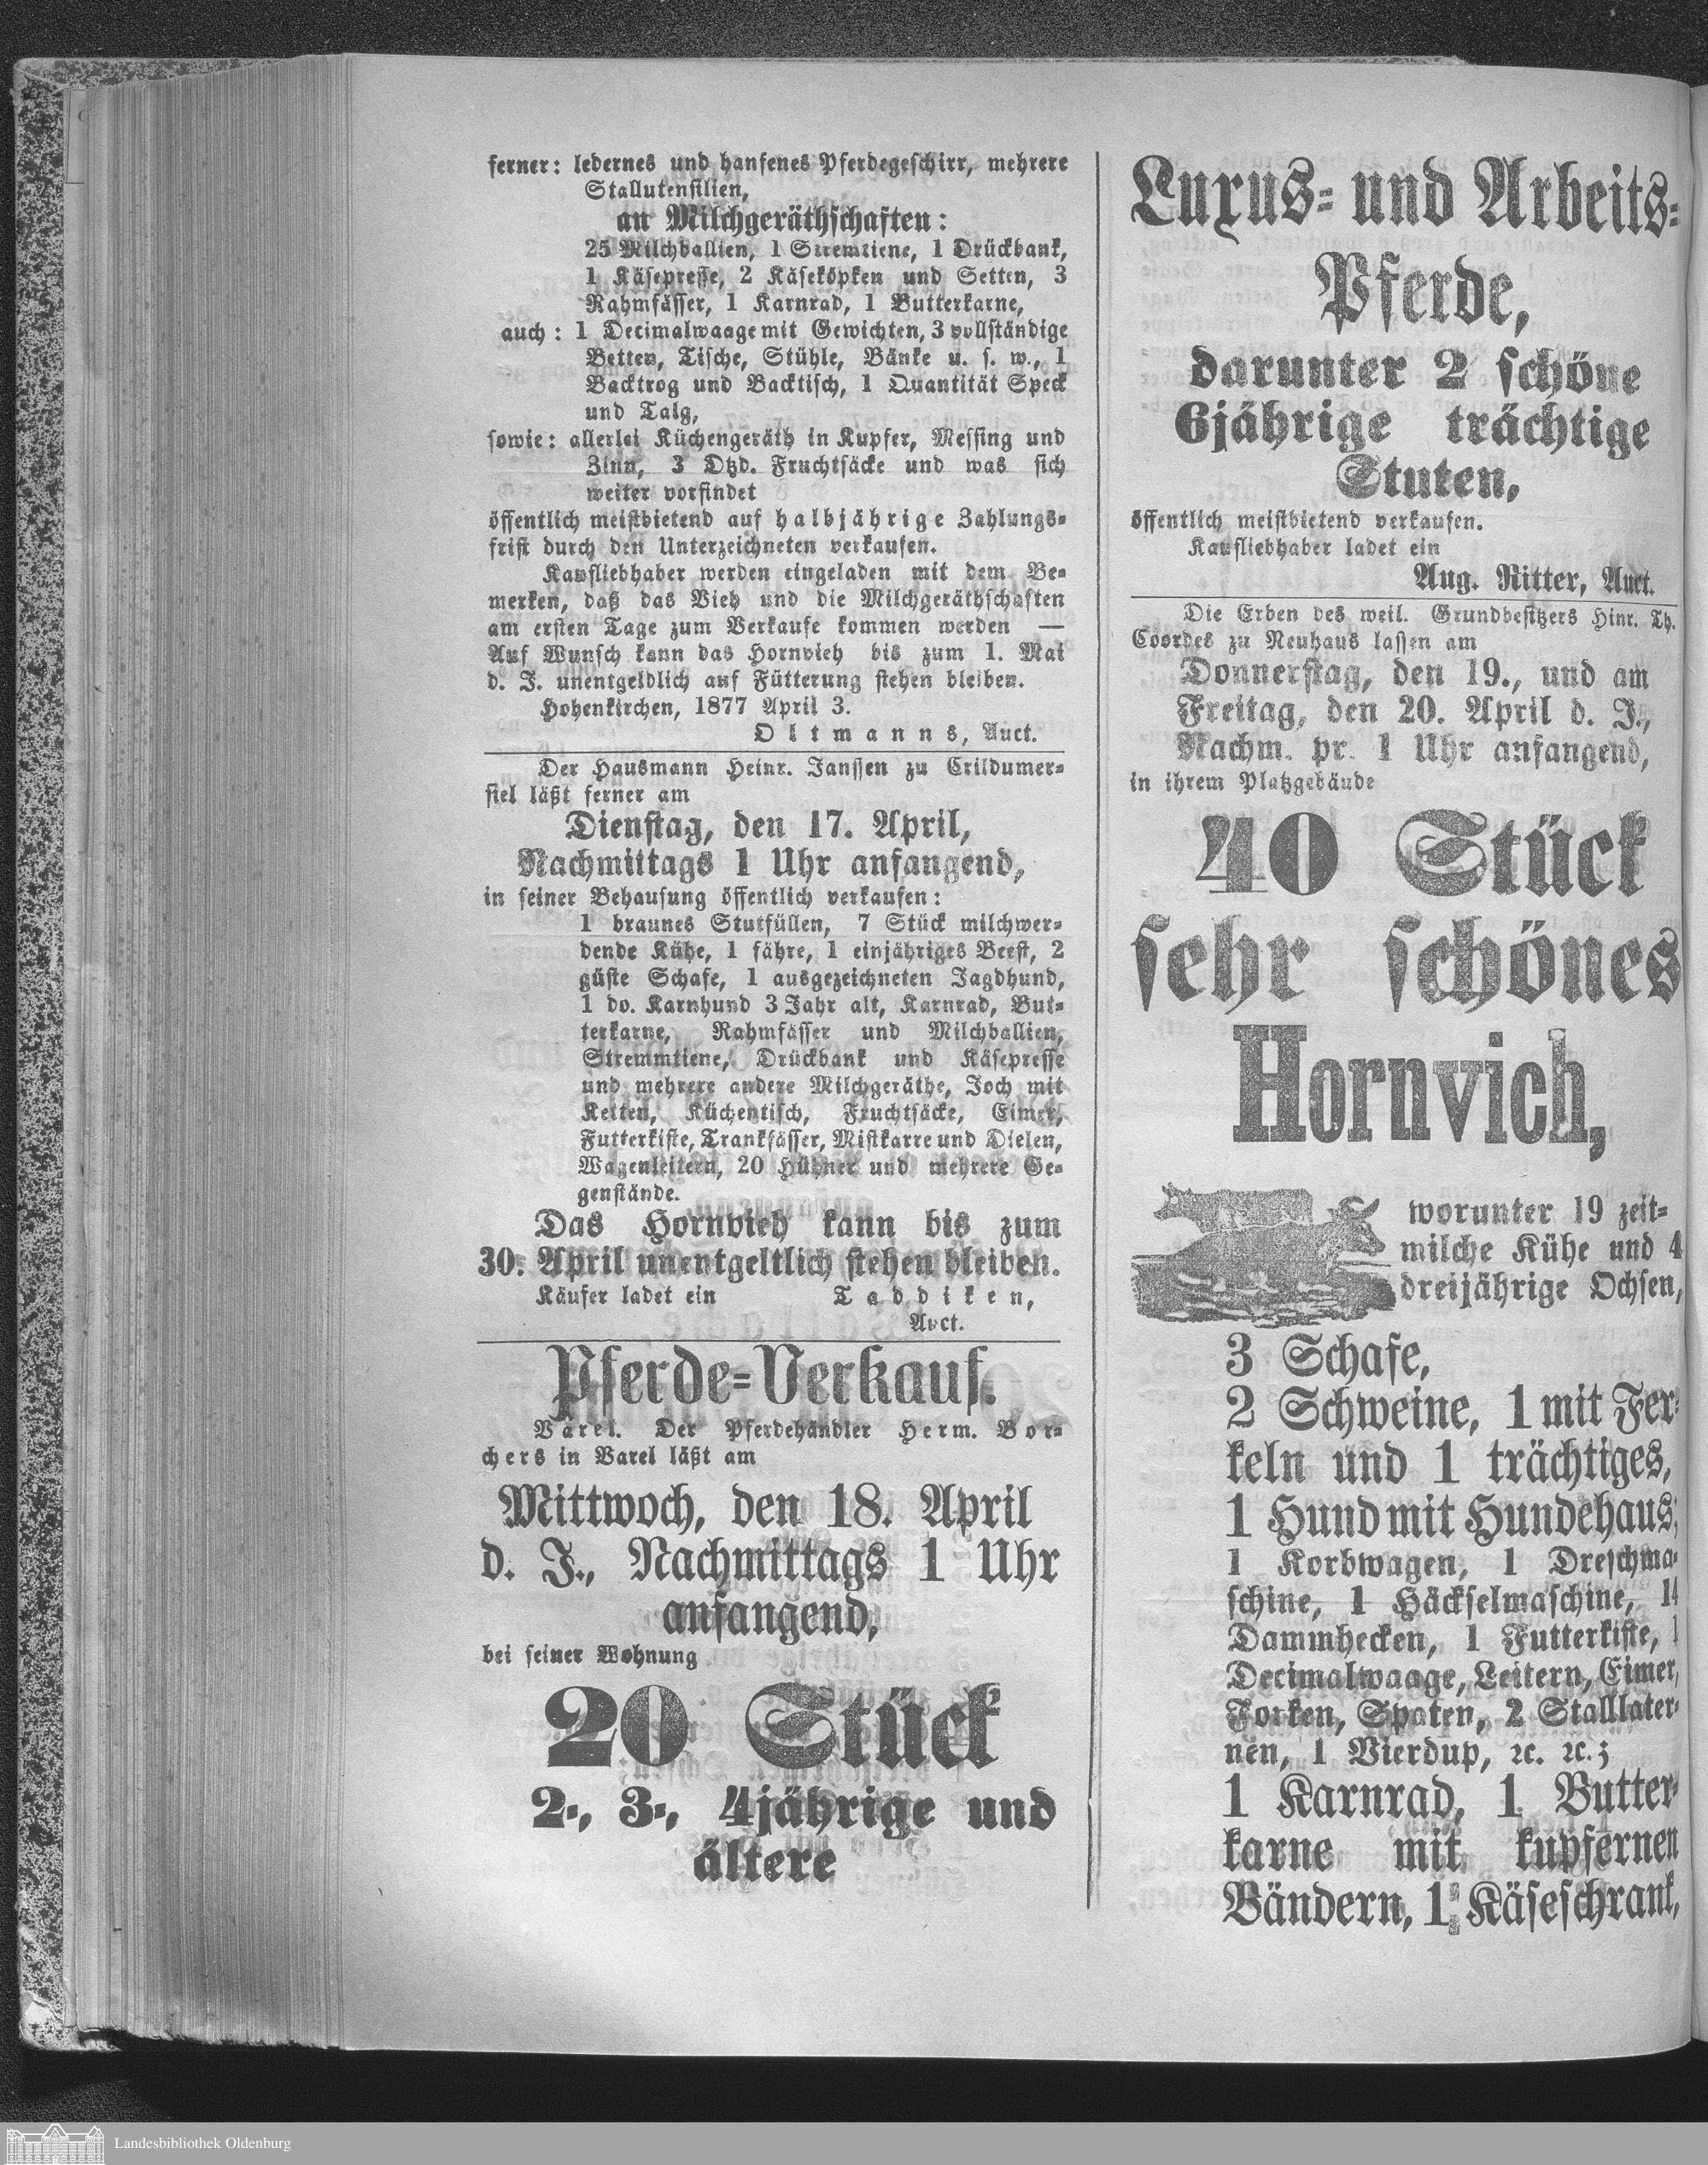 ferner: ledernes und hanfenes Pferdegeschirr, mehrere
Stallutensilien,
an Milchgeräthschaften:
25 Milchballien, 1 Stremtiene, 1 Drückbank,
1 Käsepresse, 2 Käseköpken und Setten, 3
Rahmfässer, 1 Karnrad, 1 Butterkarne,
auch: 1 Decimalwaage mit Gewichten, 3 vollständige
Betten, Tische, Stühle, Bänke u. s. w., 1
Backtrog und Backtisch, 1 Quantität Speck
und Talg,
sowie: allerlei Küchengeräth in Kupfer, Messing und
Zinn, 3 Dtzd. Fruchtsäcke und was sich
weiter vorfindet
öffentlich meistbietend auf halbjährige Zahlungs-
frist durch den Unterzeichneten verkaufen.
Kaufliebhaber werden eingeladen mit dem Be-
merken, daß das Vieh und die Milchgeräthschaften
am ersten Tage zum Verkaufe kommen werden —
Auf Wunsch kann das Hornvieh bis zum 1. Mai
d. J. unentgeldlich auf Fütterung stehen bleiben.
Hohenkirchen, 1877 April 3.
Oltmanns, Auct.
Der Hausmann Heinr. Janssen zu Crildumer-
siel läßt ferner am
Dienstag, den 17. April,
Nachmittags 1 Uhr anfangend,
in seiner Behausung öffentlich verkaufen:
1 braunes Stutfüllen, 7 Stück milchwer-
dende Kühe, 1 fähre, 1 einjähriges Beest, 2
güste Schafe, 1 ausgezeichneten Jagdhund,
1 do. Karnhund 3 Jahr alt, Karnrad, But-
terkarne, Rahmfässer und Milchballien,
Stremmtiene, Drückbank und Käsepresse
und mehrere andere Milchgeräthe, Joch mit
Ketten, Küchentisch, Fruchtsäcke, Eimer,
Futterkiste, Trankfässer, Mistkarre und Dielen,
Wagenleitern, 20 Hühner und mehrere Ge-
genstände.
Das Hornvieh kann bis zum
30. April unentgeltlich stehen bleiben.
Käufer ladet ein Taddiken,
Auct.
Pferde-Verkauf.
Varel. Der Pferdehändler Herm. Bor-
chers in Varel läßt am
Mittwoch, den 18. April
d. J., Nachmittags 1 Uhr
anfangend,
bei seiner Wohnung
20 Stück
2-, 3-, 4jährige und
ältere
Luxus- und Arbeits-
Pferde,
darunter 2 schöne
6jährige trächtige
Stuten,
öffentlich meistbietend verkaufen.
Kaufliebhaber ladet ein
Aug. Ritter, Auct.
Die Erben des weil. Grundbesitzers Hinr. Th.
Coordes zu Neuhaus lassen am
Donnerstag, den 19., und am
Freitag, den 20. April d. J.,
Nachm. pr. 1 Uhr anfangend,
in ihrem Platzgebäude
40 Stück
sehr schönes
Hornvieh,
worunter 19 zeit-
milche Kühe und 4
dreijährige Ochsen,
3 Schafe,
2 Schweine, 1 mit Fer-
keln und 1 trächtiges,
1 Hund mit Hundehaus,
1 Korbwagen, 1 Dreschma-
schine, 1 Häckselmaschine, 14
Dammhecken, 1 Futterkiste, 1
Decimalwaage, Leitern, Eimer,
Forken, Spaten, 2 Stalllater-
nen, 1 Vierdup, ꝛc. ꝛc.;
1 Karnrad, 1 Butter-
karne mit kupfernen
Bändern, 1 Käseschrank,
Landesbibliothek Oldenburg